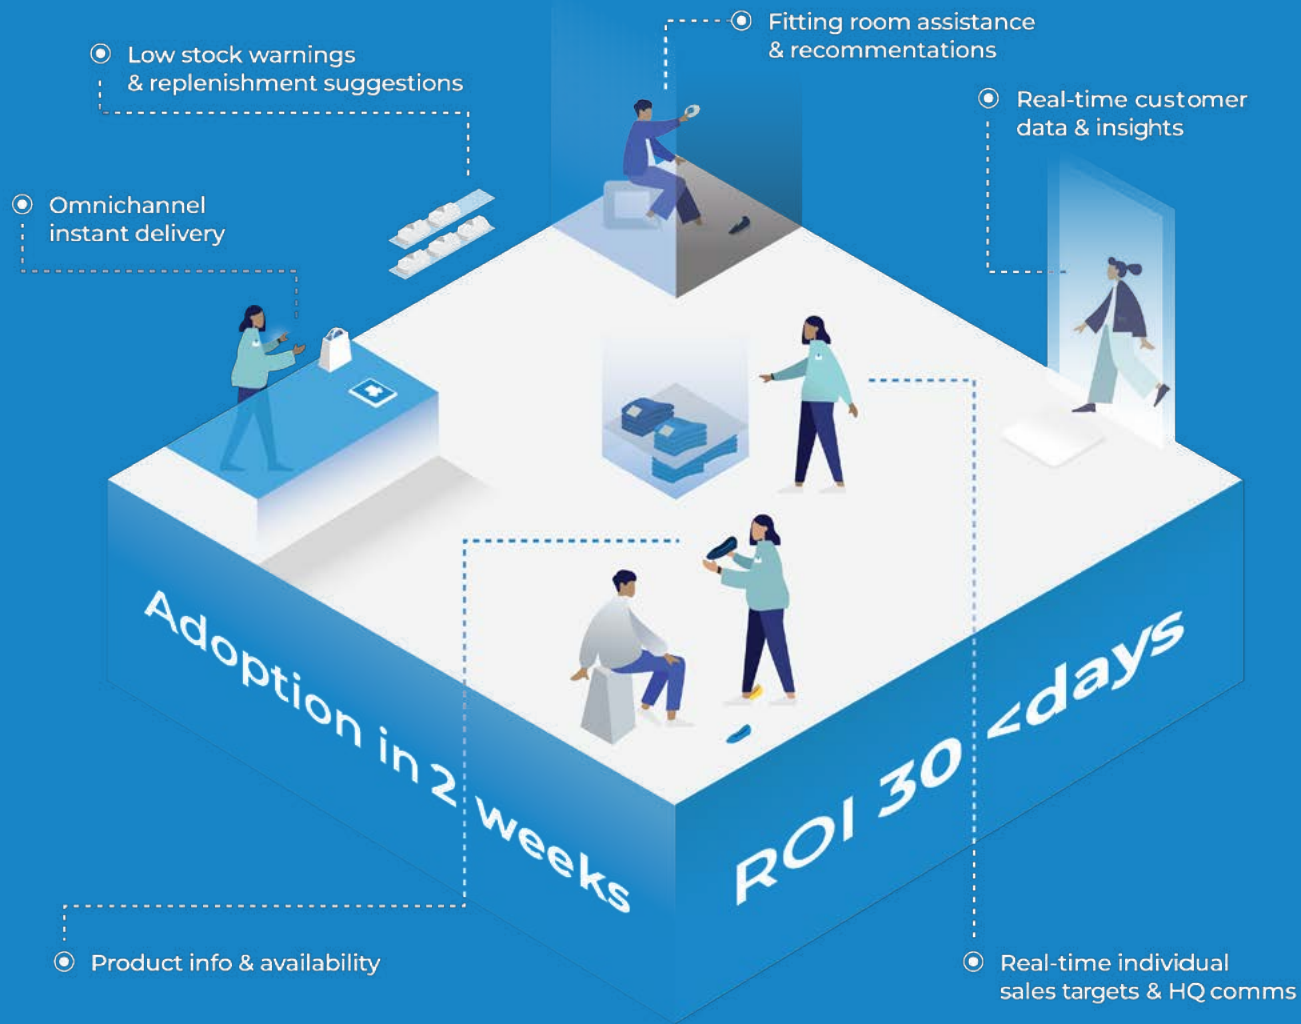 Fitting room assistance
& recommentations
Low stock warnings
& replenishment suggestions
Real-time customer
data & insights
Omnichannel
instant delivery
Adoption in 2 weeks
ROI 30 <days
Product info & availability
Real-time individual
sales targets & HQ comms